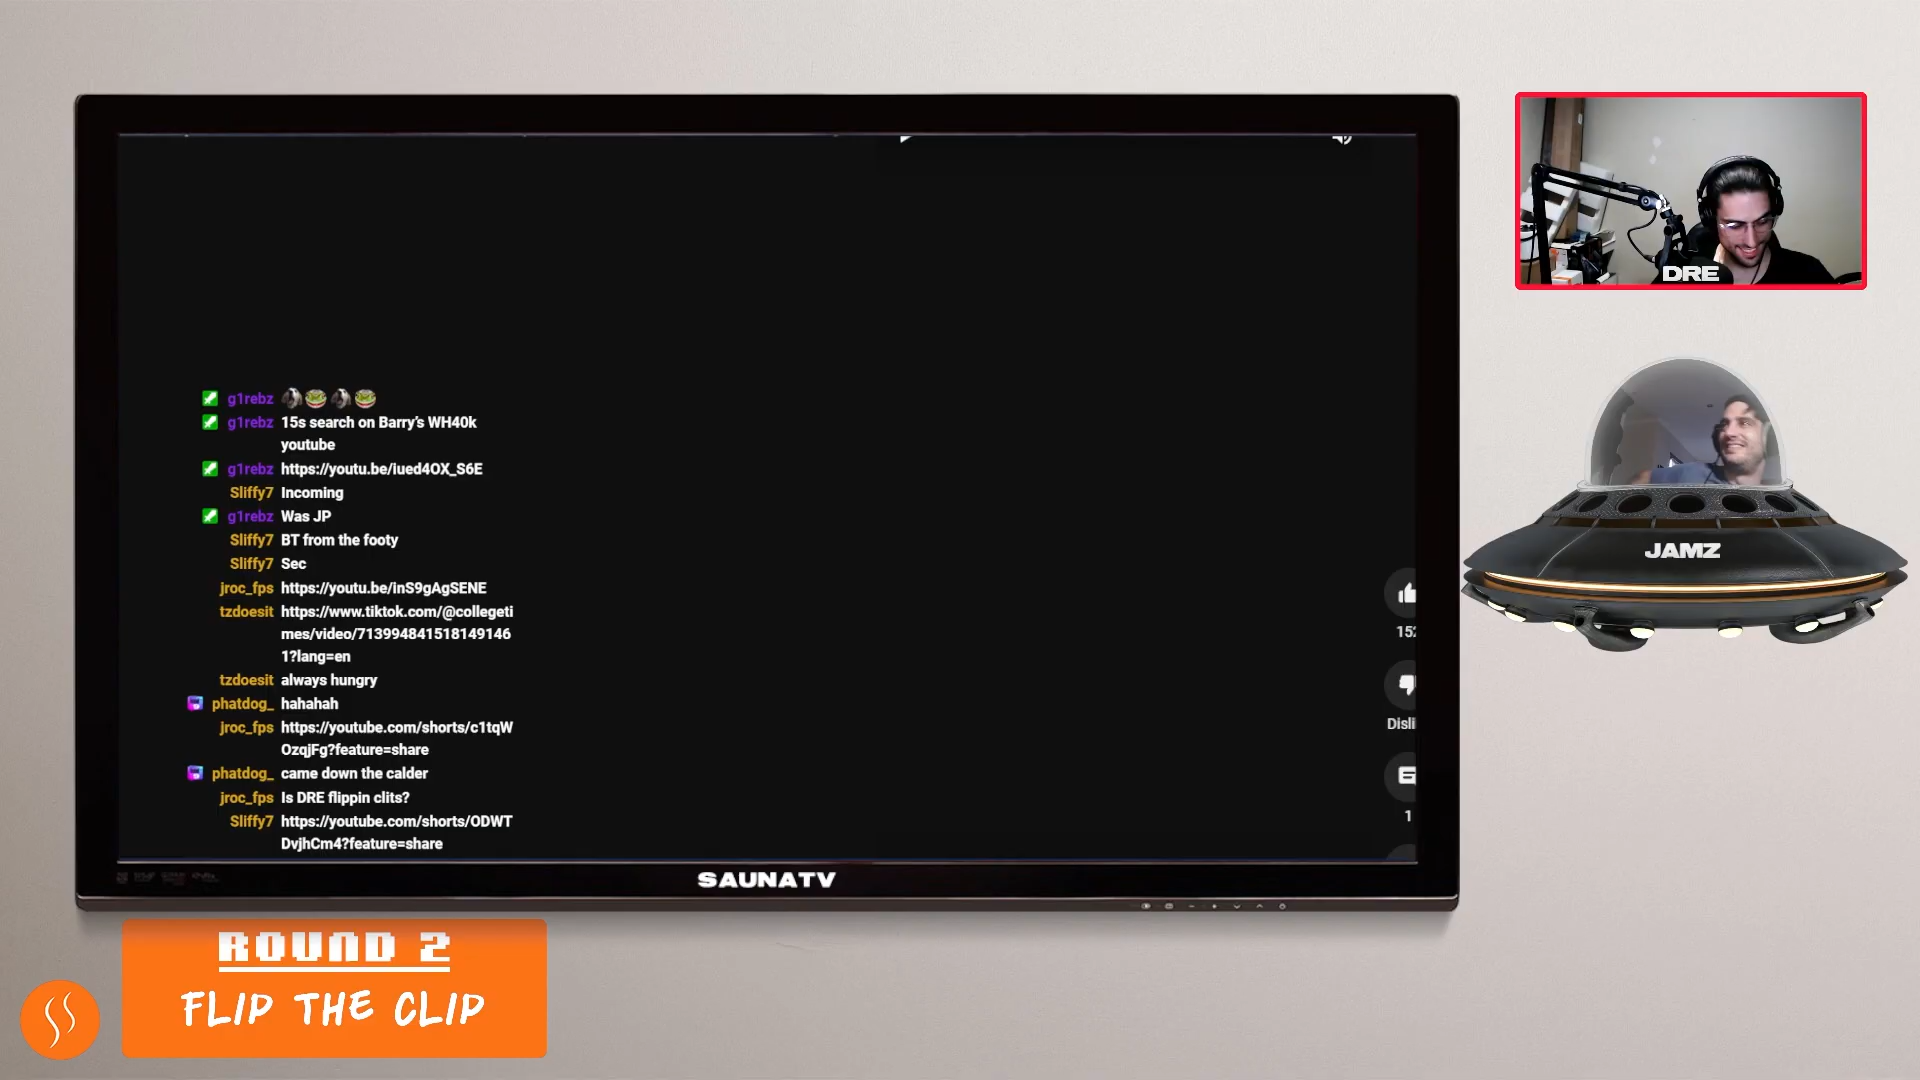 g1rebz
g1rebz 15s search on Barry's WH40k
youtube
g1rebz https://youtu.be/iued4OX_S6E
Sliffy7 Incoming
g1rebz Was JP
Sliffy7 BT from the footy
Sliffy7 Sec
jroc_fps https://youtu.be/inS9gAgSENE
tzdoesit https://www.tiktok.com/@collegeti
mes/video/713994841518149146
1?lang=en
tzdoesit always hungry
phatdog_ hahahah
jroc_fps https://youtube.com/shorts/c1tqW
OzqjFg?feature=share
phatdog_ came down the calder
jroc_fps Is DRE flippin clits?
Sliffy7 https://youtube.com/shorts/ODWT
DvjhCm4?feature=share
152
Disli
1
SAUNATV
DRE
JAMZ
ROUND 2
FLIP THE CLIP